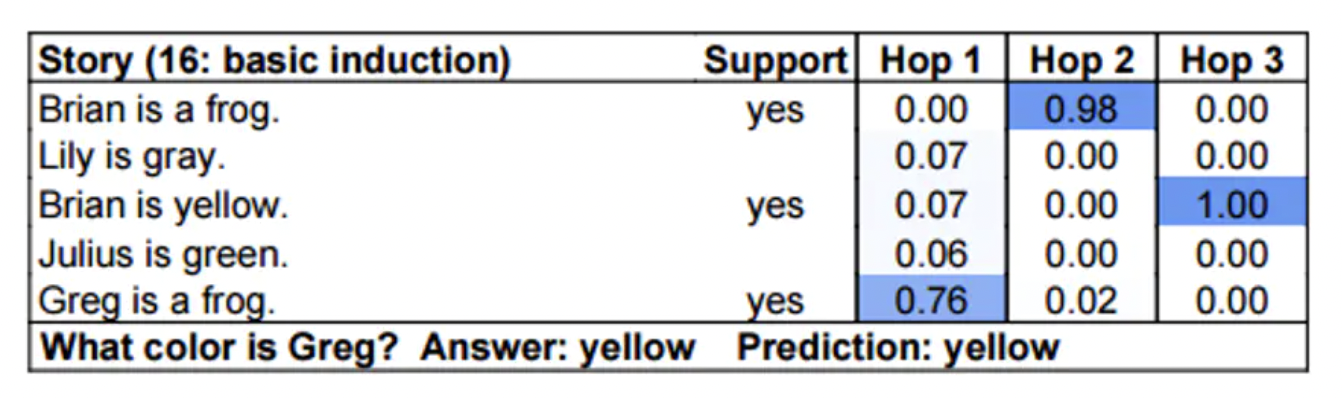 Story (16: basic induction) Support Hop 1 Hop 2 Hop 3
Brian is a frog. yes 0.00 0.98 0.00
Lily is gray. 0.07 0.00 0.00
Brian is yellow. yes 0.07 0.00 1.00
Julius is green. 0.06 0.00 0.00
Greg is a frog. yes 0.76 0.02 0.00
What color is Greg? Answer: yellow Prediction: yellow